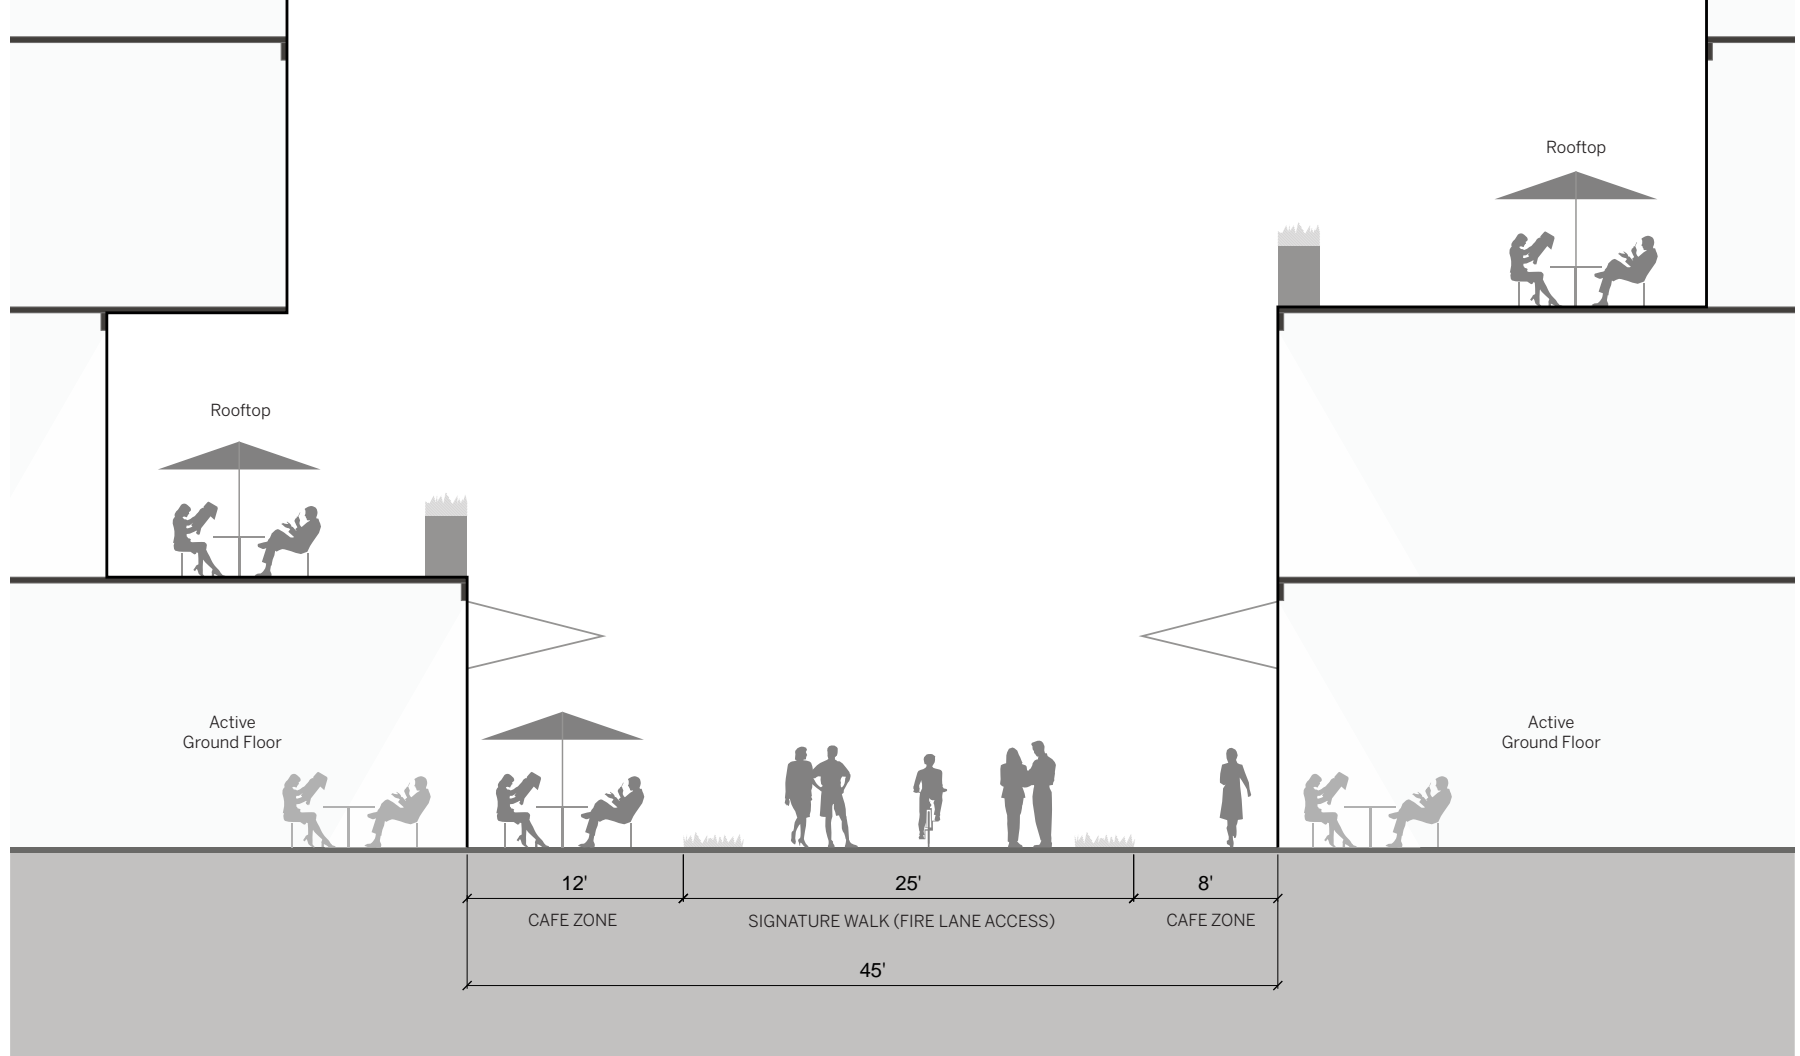 Rooftop
Rooftop
Active
Ground Floor
Active
Ground Floor
12'
25'
8'
CAFE ZONE
SIGNATURE WALK (FIRE LANE ACCESS)
CAFE ZONE
45'